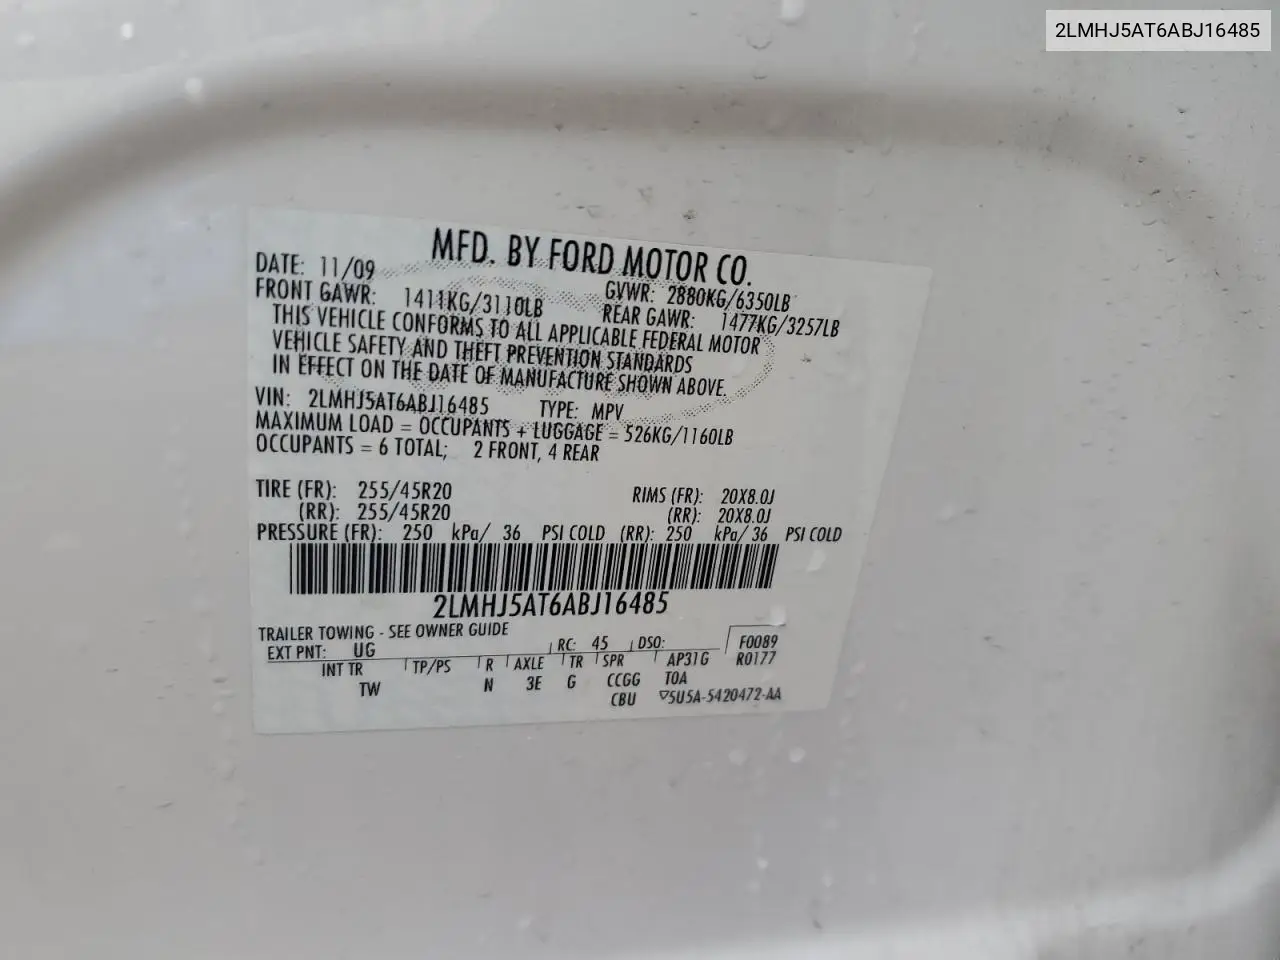 2LMHJ5AT6ABJ16485
MFD. BY FORD MOTOR CO.
DATE: 11/09 GVWR: 2880KG/6350LB
FRONT GAWR: 1411KG/3110LB REAR GAWR: 1477KG/3257LB
THIS VEHICLE CONFORMS TO ALL APPLICABLE FEDERAL MOTOR
VEHICLE SAFETY AND THEFT PREVENTION STANDARDS
IN EFFECT ON THE DATE OF MANUFACTURE SHOWN ABOVE.
VIN: 2LMHJ5AT6ABJ16485 TYPE: MPV
MAXIMUM LOAD = OCCUPANTS + LUGGAGE = 526KG/1160LB
OCCUPANTS = 6 TOTAL; 2 FRONT, 4 REAR
TIRE (FR): 255/45R20 RIMS (FR): 20X8.0J
(RR): 255/45R20 (RR): 20X8.0J
PRESSURE (FR): 250 kPa/ 36 PSI COLD (RR): 250 kPa/ 36 PSI COLD
2LMHJ5AT6ABJ16485
TRAILER TOWING - SEE OWNER GUIDE
EXT PNT: UG RC: 45 DSO: F0089
INT TR TP/PS R AXLE TR SPR AP31G R0177
TW N 3E G CCGG TOA
CBU ▽5U5A-5420472-AA